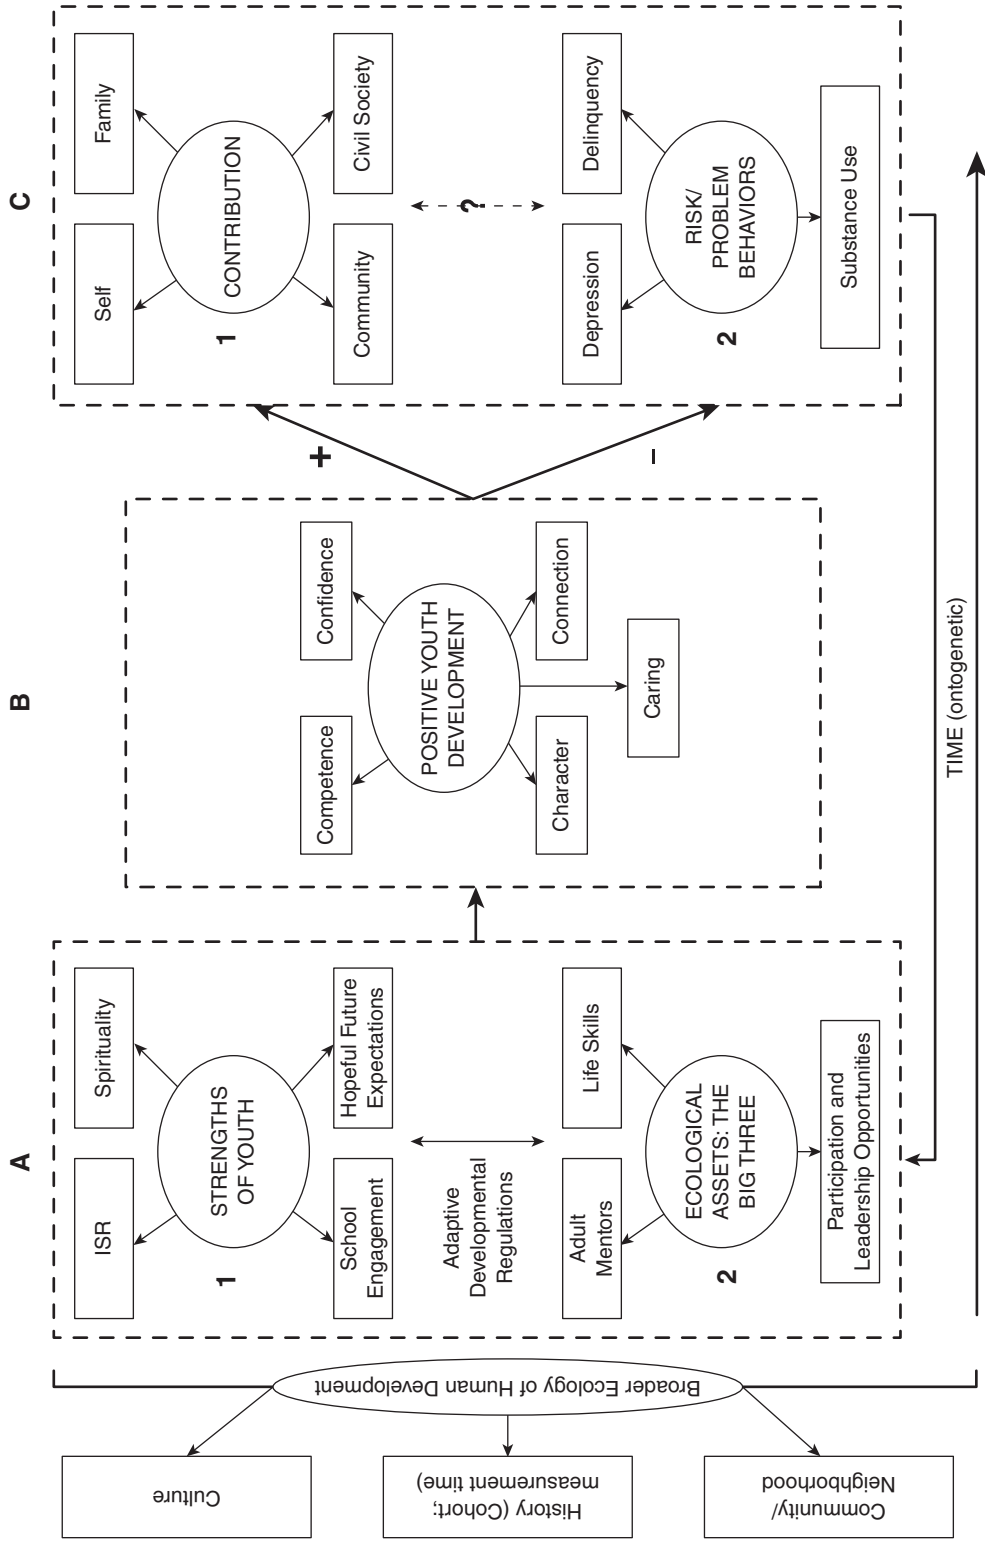 Broader Ecology of Human Development
Culture
History (Cohort;
measurement time)
Community/
Neighborhood
A
1
STRENGTHS
OF YOUTH
ISR
Spirituality
School
Engagement
Hopeful Future
Expectations
Adaptive
Developmental
Regulations
2
ECOLOGICAL
ASSETS: THE
BIG THREE
Adult
Mentors
Life Skills
Participation and
Leadership Opportunities
B
POSITIVE YOUTH
DEVELOPMENT
Competence
Confidence
Character
Connection
Caring
+
–
C
1
CONTRIBUTION
Self
Family
Community
Civil Society
?
2
RISK/
PROBLEM
BEHAVIORS
Depression
Delinquency
Substance Use
TIME (ontogenetic)